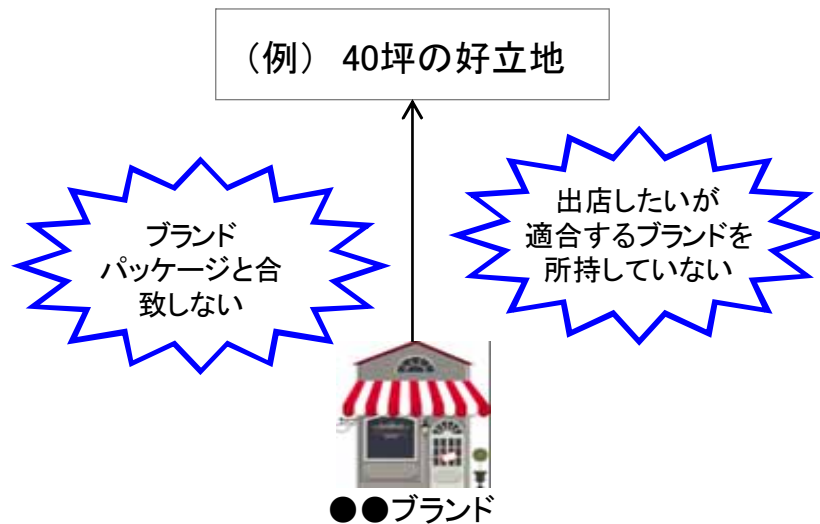 （例） 40坪の好立地
ブランド
パッケージと合
致しない
出店したいが
適合するブランドを
所持していない
●●ブランド